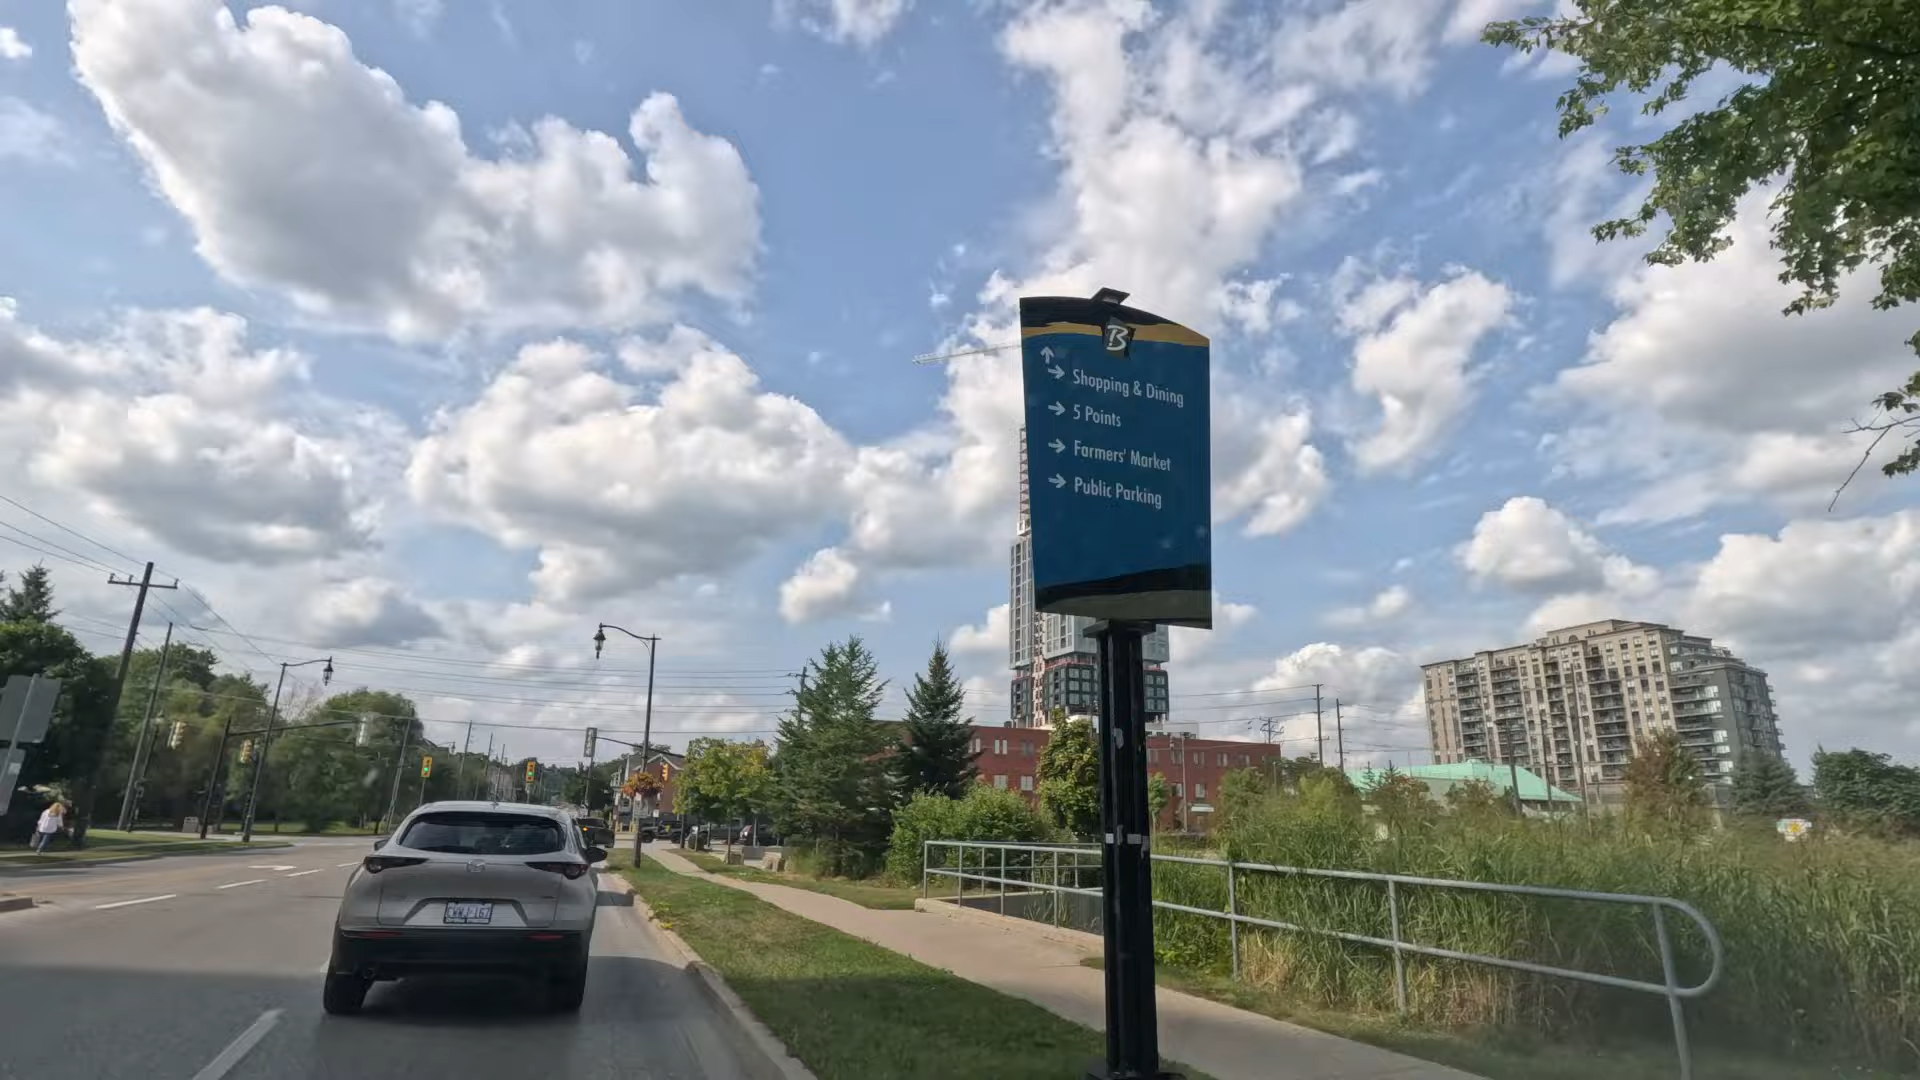 B
Shopping & Dining
5 Points
Farmers' Market
Public Parking